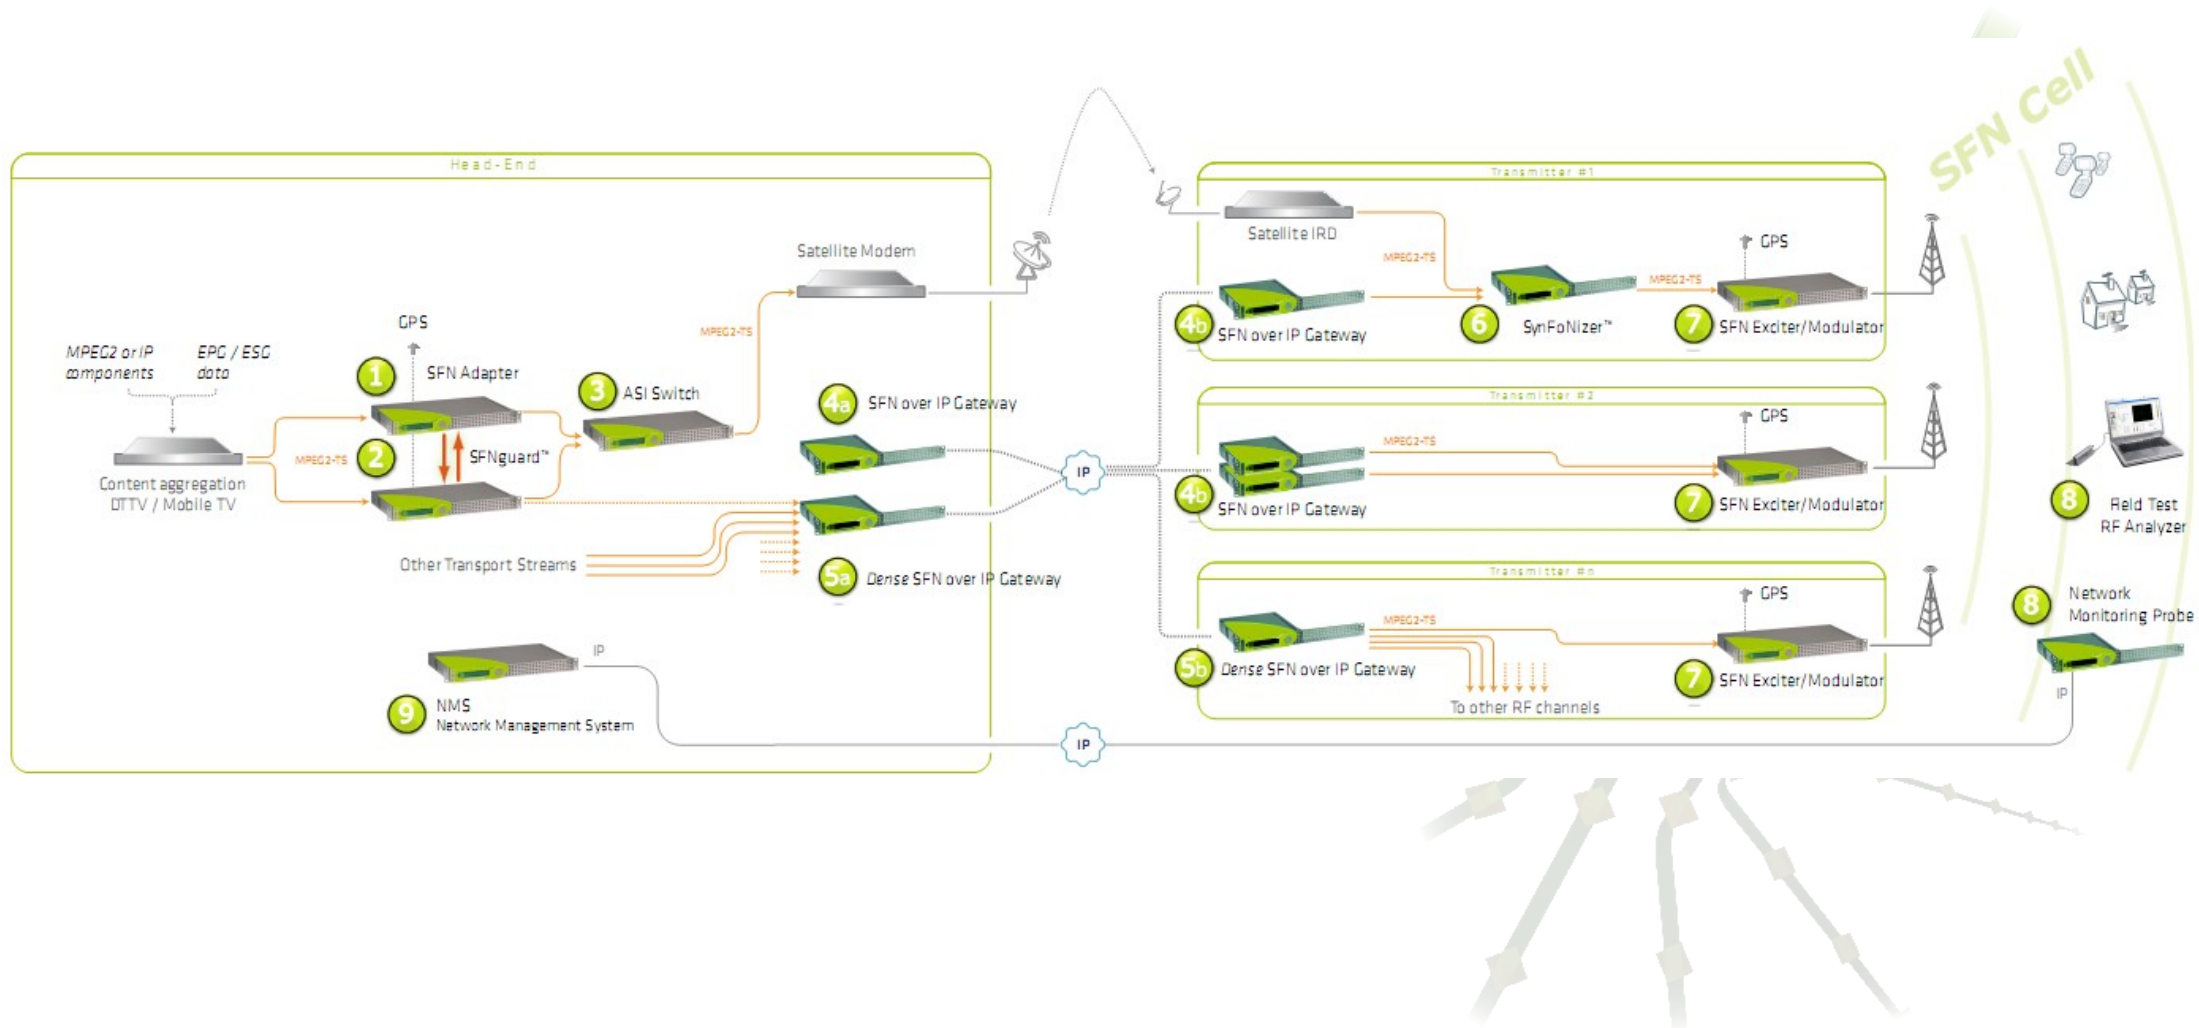 SFN Cell
Head-End
GPS
MPEG2 or IP
components
EPG / ESG
data
1
SFN Adapter
MPEG2-TS
2
SFNguard™
Content aggregation
DTTV / Mobile TV
3
ASI Switch
MPEG2-TS
Satellite Modem
4a
SFN over IP Gateway
Other Transport Streams
5a
Dense SFN over IP Gateway
IP
9
NMS
Network Management System
IP
IP
Transmitter #1
Satellite IRD
MPEG2-TS
4b
SFN over IP Gateway
6
SynFoNizer™
MPEG2-TS
GPS
7
SFN Exciter/Modulator
Transmitter #2
MPEG2-TS
4b
SFN over IP Gateway
GPS
7
SFN Exciter/Modulator
Transmitter #n
MPEG2-TS
5b
Dense SFN over IP Gateway
To other RF channels
GPS
7
SFN Exciter/Modulator
8
Field Test
RF Analyzer
8
Network
Monitoring Probe
IP